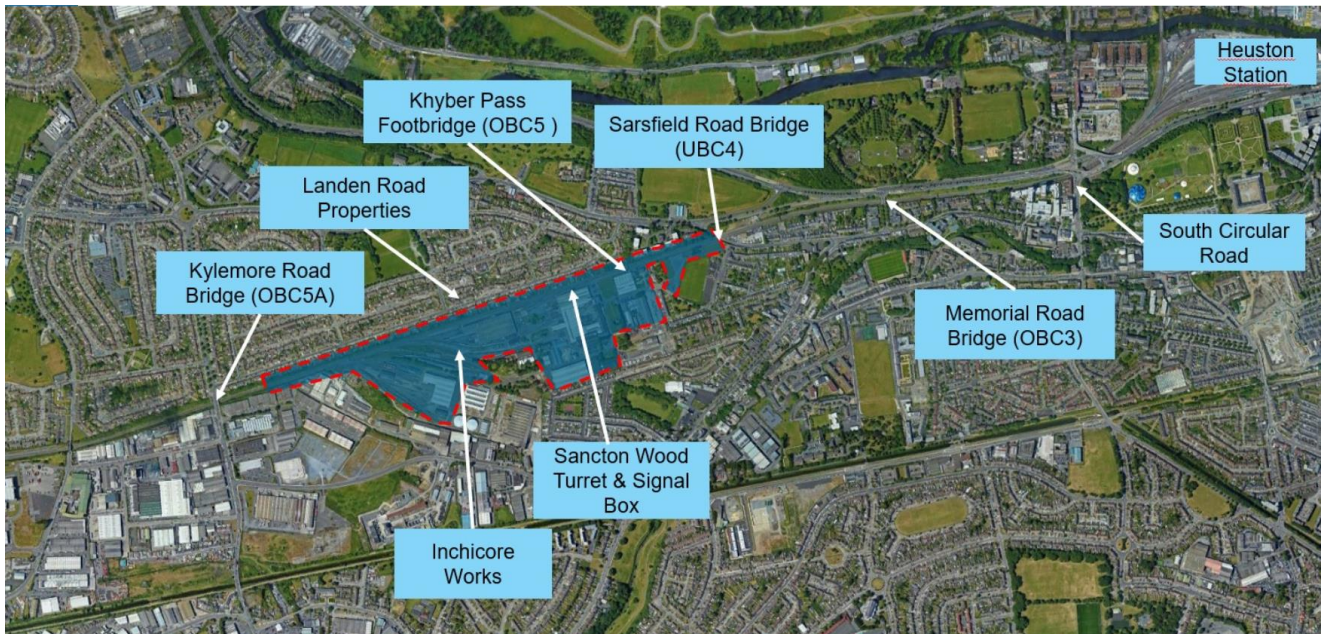 Heuston
Station
Khyber Pass
Footbridge (OBC5 )
Sarsfield Road Bridge
(UBC4)
Landen Road
Properties
South Circular
Road
Kylemore Road
Bridge (OBC5A)
Memorial Road
Bridge (OBC3)
Sancton Wood
Turret & Signal
Box
Inchicore
Works